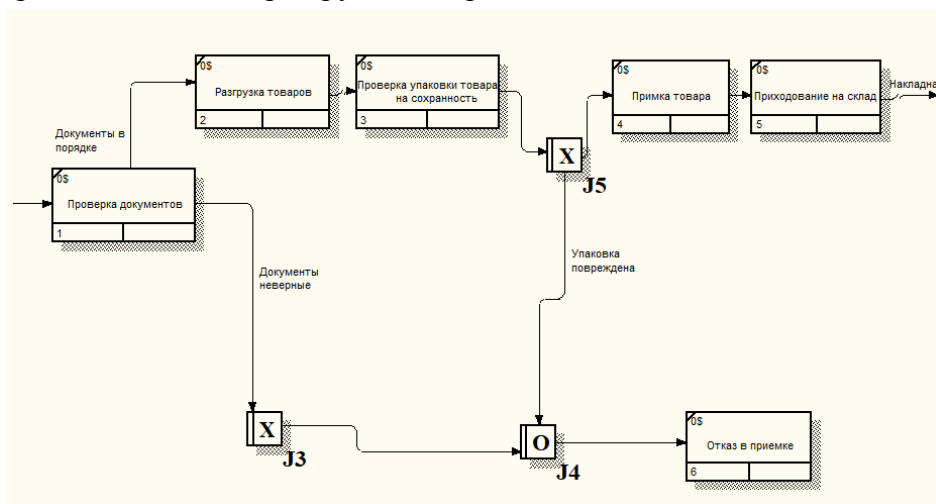 0$
Разгрузка товаров
2
0$
Проверка упаковки товара
на сохранность
3
0$
Примка товара
4
0$
Приходование на склад
5
Накладна
Документы в
порядке
X
J5
0$
Проверка документов
1
Упаковка
повреждена
Документы
неверные
X
J3
O
J4
0$
Отказ в приемке
6